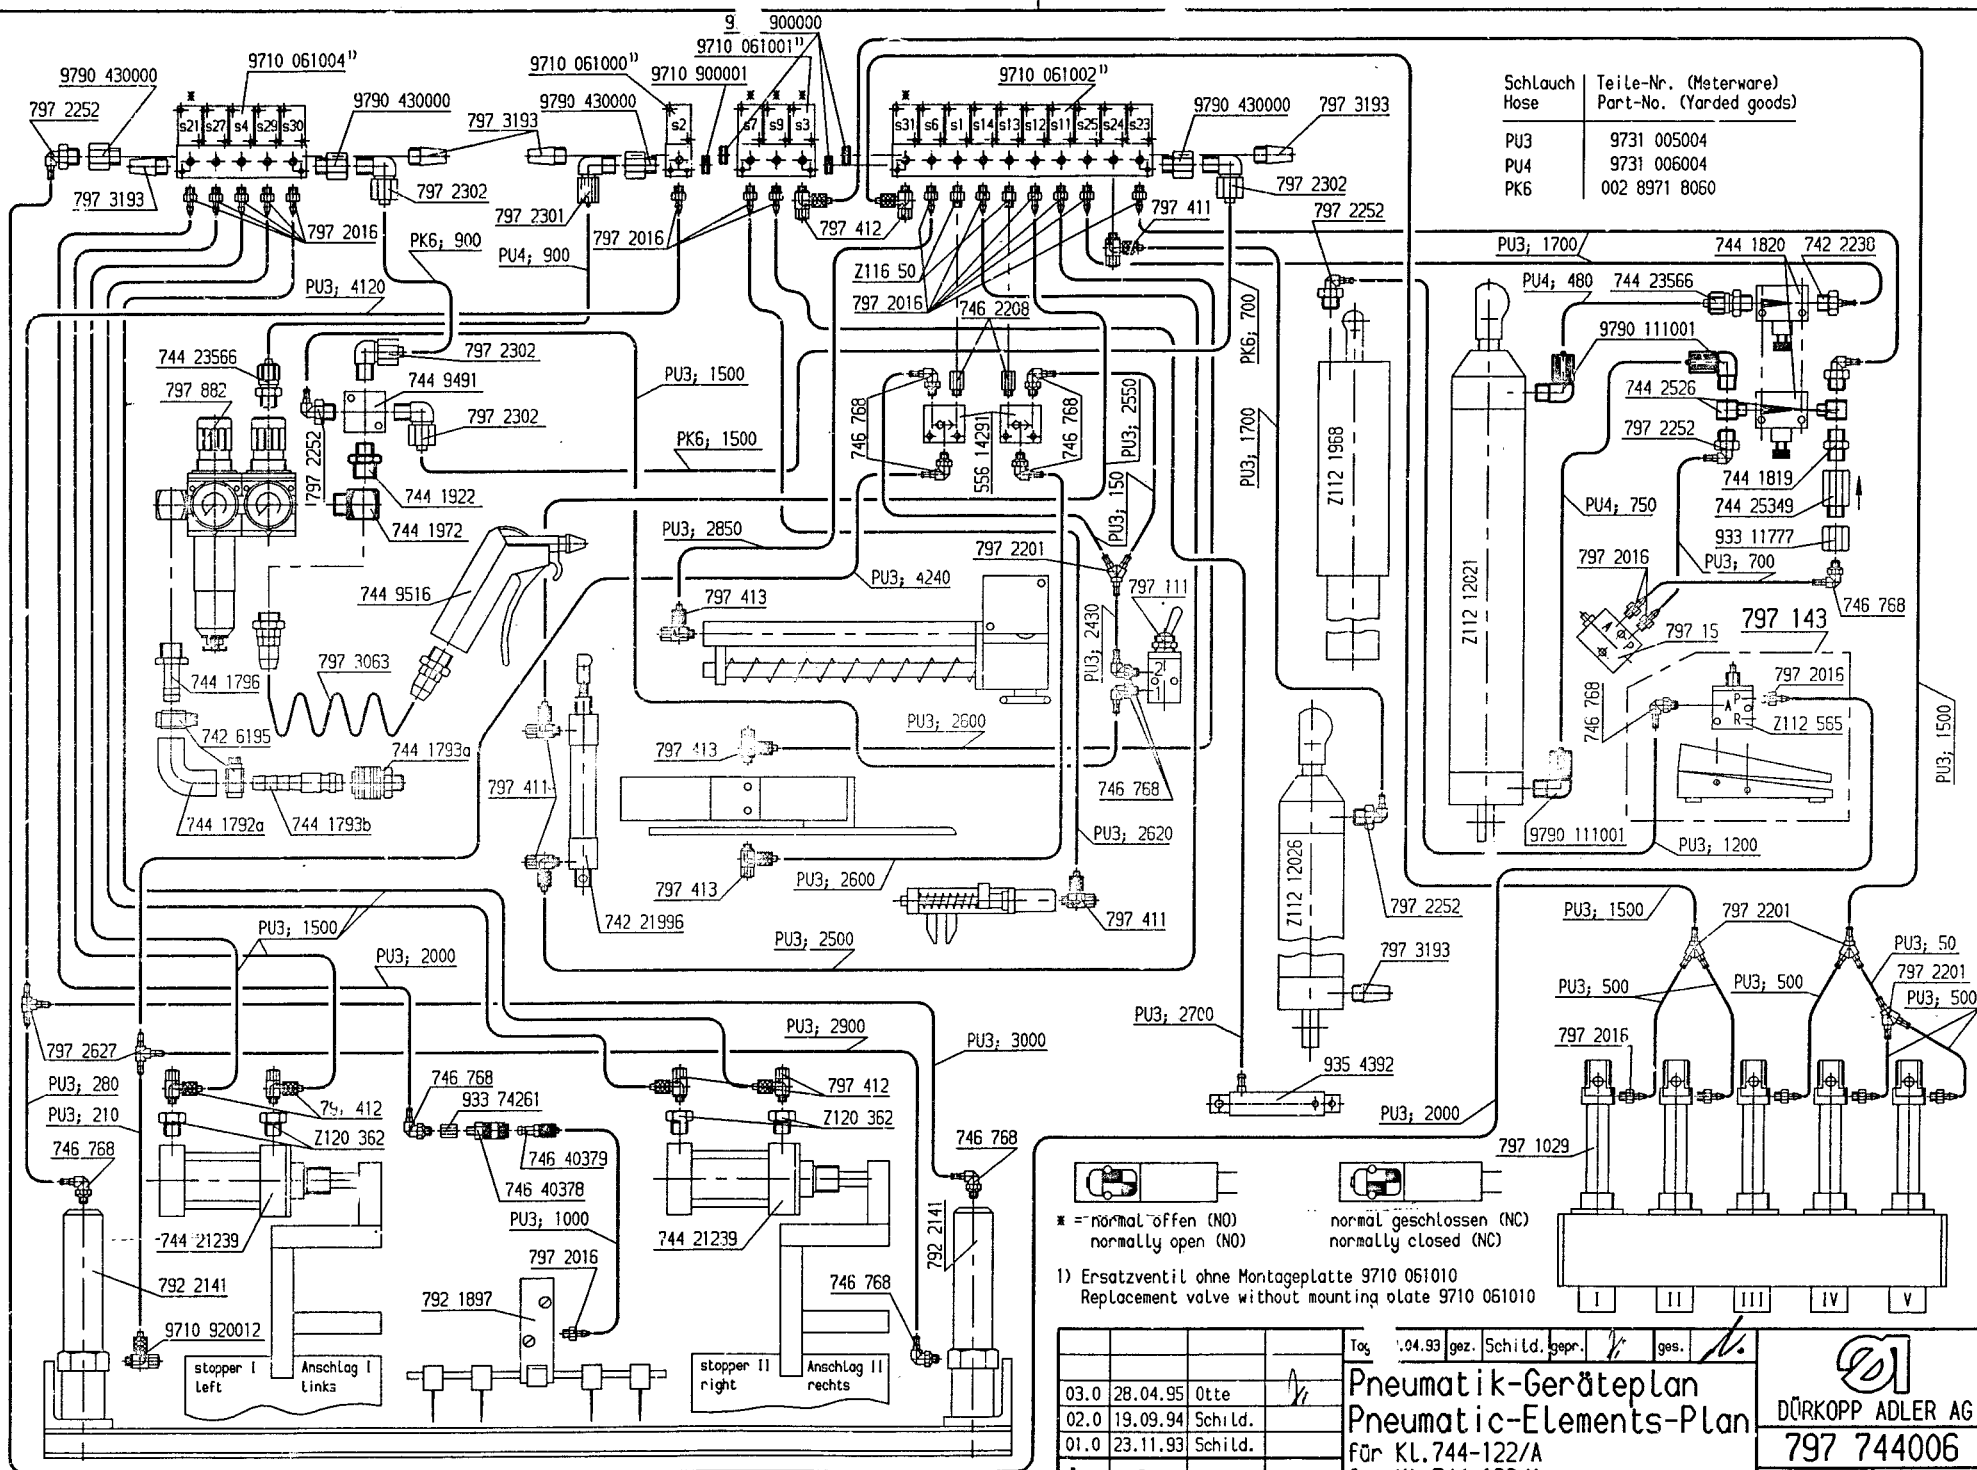 9710 900000
9710 061004¹⁾
9710 061000¹⁾
9710 061001¹⁾
9710 900001
9710 061002¹⁾
9790 430000
797 2252
9790 430000
797 3193
9790 430000
9790 430000
797 3193
Schlauch Teile-Nr. (Meterware)
Hose Part-No. (Yarded goods)
PU3 9731 005004
PU4 9731 006004
PK6 002 8971 8060
* s21 s27 s4 s29 s30
s2
* * * s7 s9 s3
* s31 s6 s1 s14 s13 s12 s11 s25 s24 s23
797 3193
797 2302
797 2301
797 2302
797 2016
797 2016
797 412
797 411
797 2252
PK6; 900
PU4; 900
Z116 50
797 2016
PU3; 1700
744 1820
742 2238
PU3; 4120
746 2208
PK6; 700
PU4; 480
744 23566
744 23566
797 2302
9790 111001
797 882
744 9491
PU3; 1500
746 768
746 768
PU3; 2550
744 2526
797 2252
797 2302
556 14291
PU3; 1700
Z112 1968
797 2252
PK6; 1500
744 1922
744 1819
744 25349
744 1972
PU3; 150
PU4; 750
933 11777
PU3; 2850
797 2201
797 2016
PU3; 700
PU3; 4240
797 111
Z112 12021
746 768
744 9516
797 413
PU3; 2430
797 15
A P
797 143
797 3063
744 1796
2
1
797 2016
746 768
A P R
Z112 565
742 6195
744 1793a
PU3; 2600
797 413
PU3; 1500
797 411
746 768
744 1792a
744 1793b
PU3; 2620
9790 111001
PU3; 1200
797 413
PU3; 2600
Z112 12026
742 21996
797 411
797 2252
PU3; 1500
797 2201
PU3; 1500
PU3; 2000
PU3; 2500
797 3193
PU3; 50
797 2201
PU3; 500
PU3; 500
PU3; 500
PU3; 2900
PU3; 3000
PU3; 2700
797 2016
797 2627
PU3; 280
PU3; 210
746 768
933 74261
797 412
935 4392
412
Z120 362
Z120 362
PU3; 2000
746 768
746 40379
746 40378
746 768
797 1029
PU3; 1000
744 21239
744 21239
792 2141
* = normal offen (NO)
normally open (NO)
normal geschlossen (NC)
normally closed (NC)
797 2016
792 2141
792 1897
746 768
1) Ersatzventil ohne Montageplatte 9710 061010
Replacement valve without mounting plate 9710 061010
I II III IV V
9710 920012
stopper I Anschlag I
left links
stopper II Anschlag II
right rechts
.04.93 gez. Schild. gepr. ges.
03.0 28.04.95 Otte
02.0 19.09.94 Schild.
01.0 23.11.93 Schild.
Pneumatik-Geräteplan
Pneumatic-Elements-Plan
für Kl.744-122/A
DÜRKOPP ADLER AG
797 744006